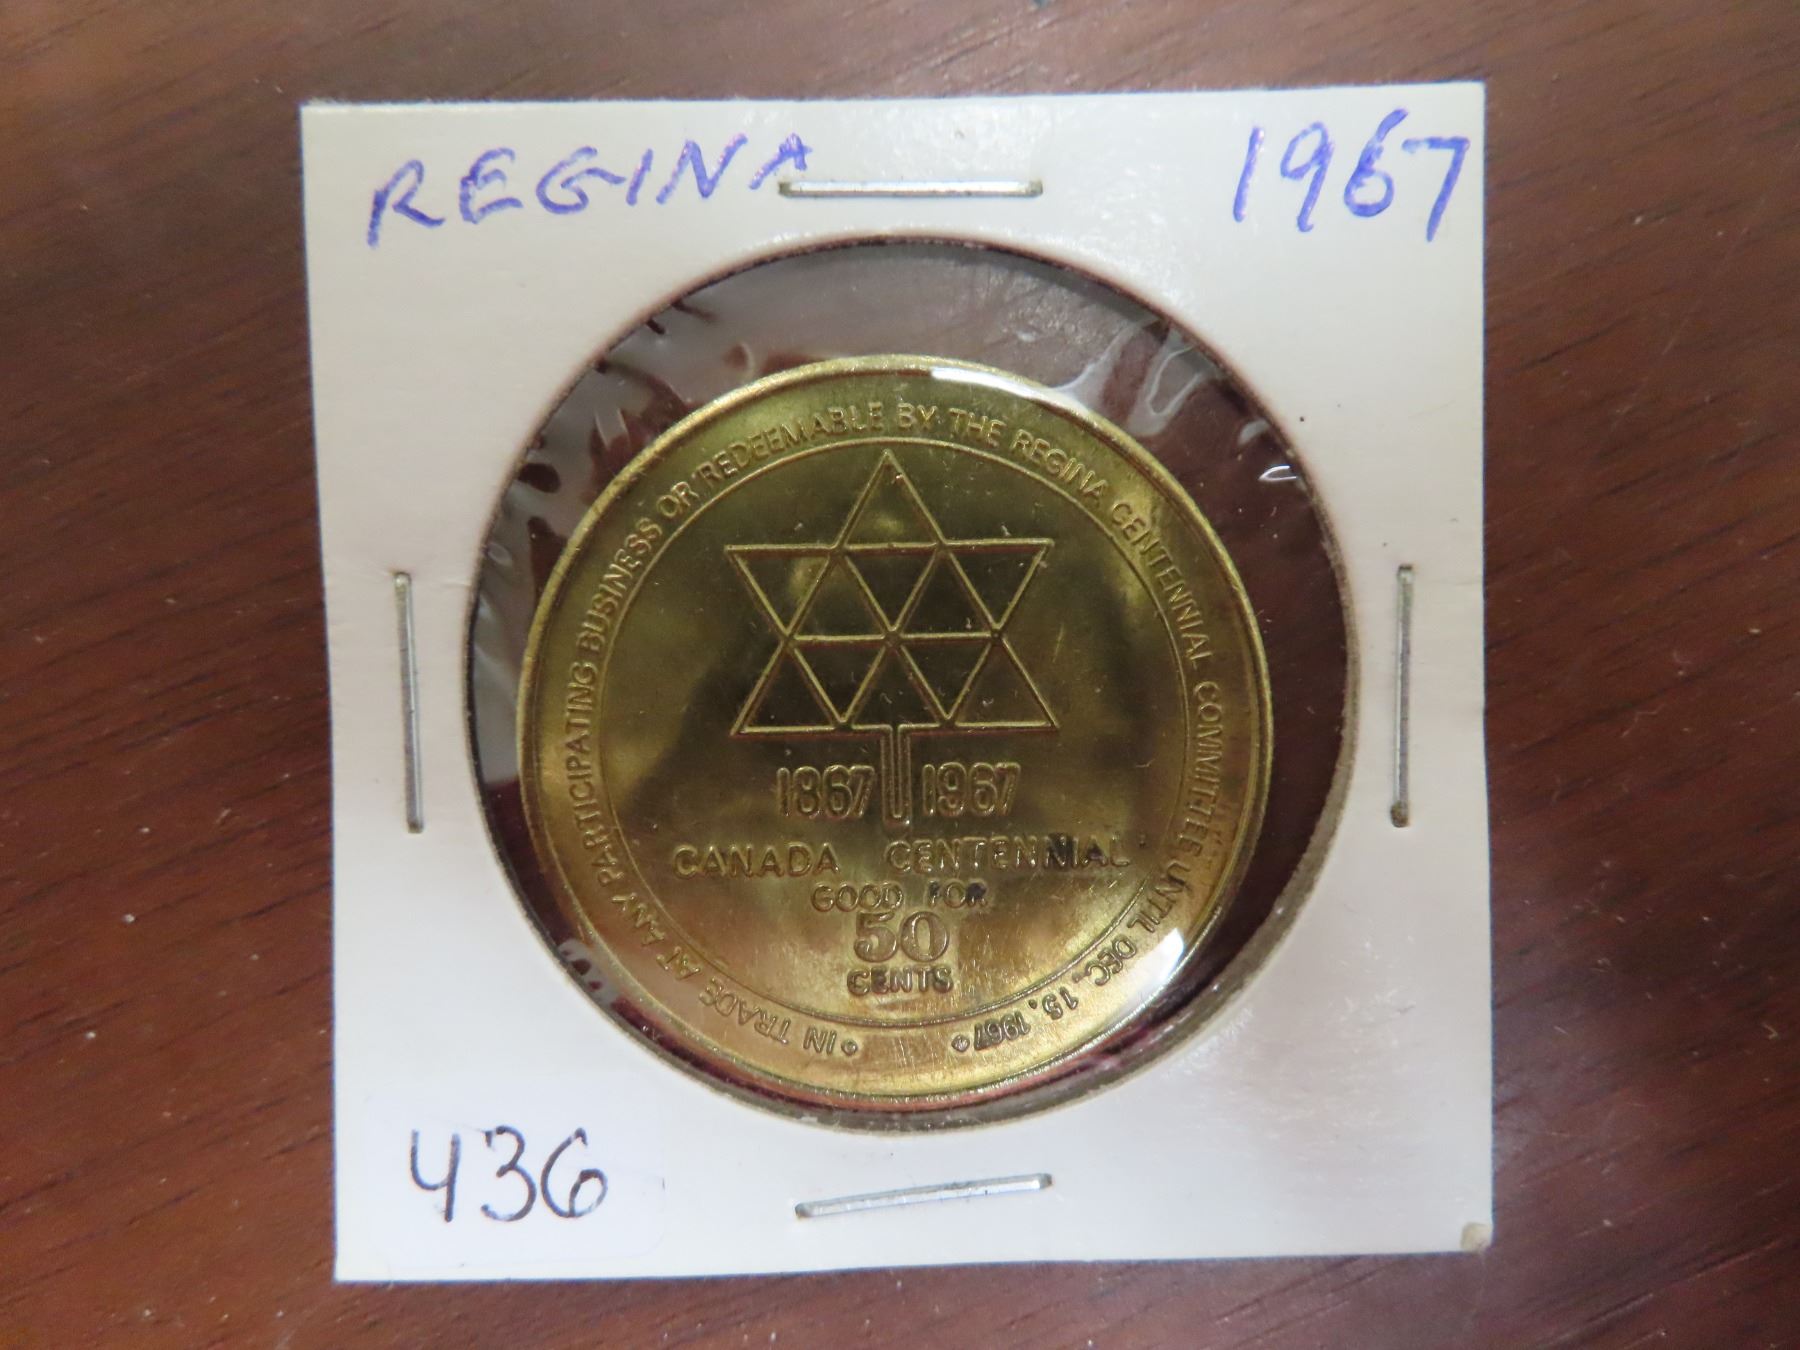 REGINA 1967
• IN TRADE AT ANY PARTICIPATING BUSINESS OR REDEEMABLE BY THE REGINA CENTENNIAL COMMITTEE UNTIL DEC. 15, 1967 •
1867 1967
CANADA CENTENNIAL
GOOD FOR
50
CENTS
436